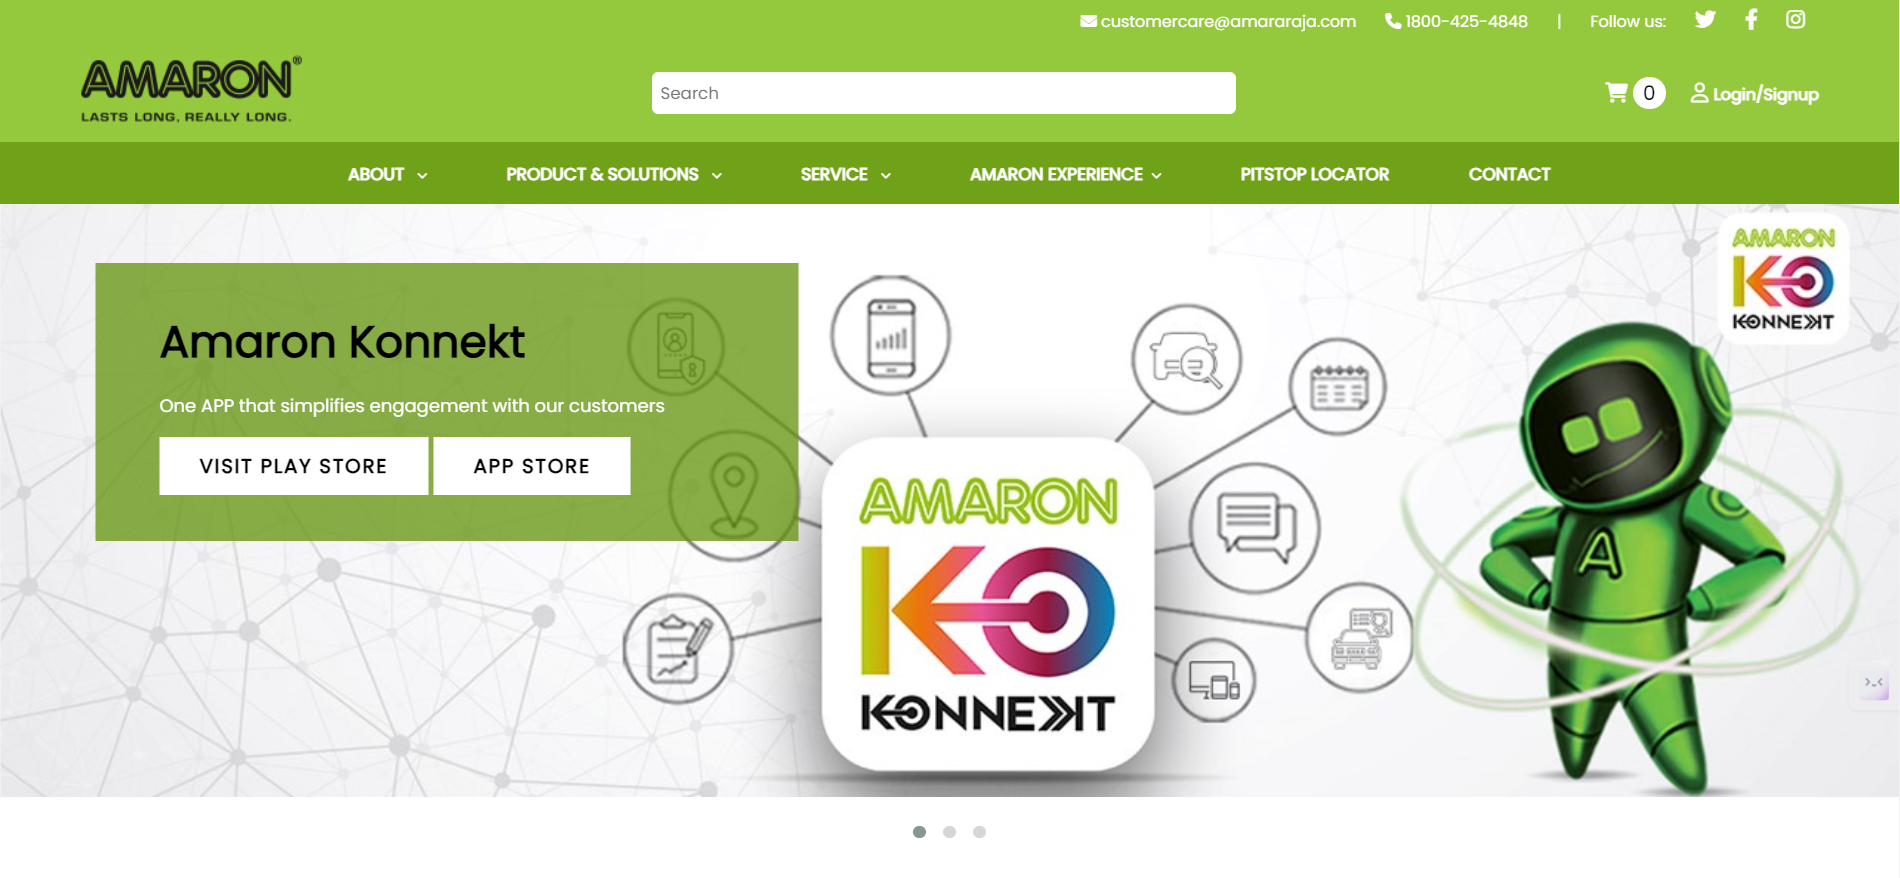 customercare@amararaja.com 1800-425-4848 | Follow us:
AMARON®
LASTS LONG, REALLY LONG.
Search
0 Login/Signup
ABOUT PRODUCT & SOLUTIONS SERVICE AMARON EXPERIENCE PITSTOP LOCATOR CONTACT
Amaron Konnekt
One APP that simplifies engagement with our customers
VISIT PLAY STORE APP STORE
AMARON
KO
KONNEKT
AMARON
KO
KONNEKT
A